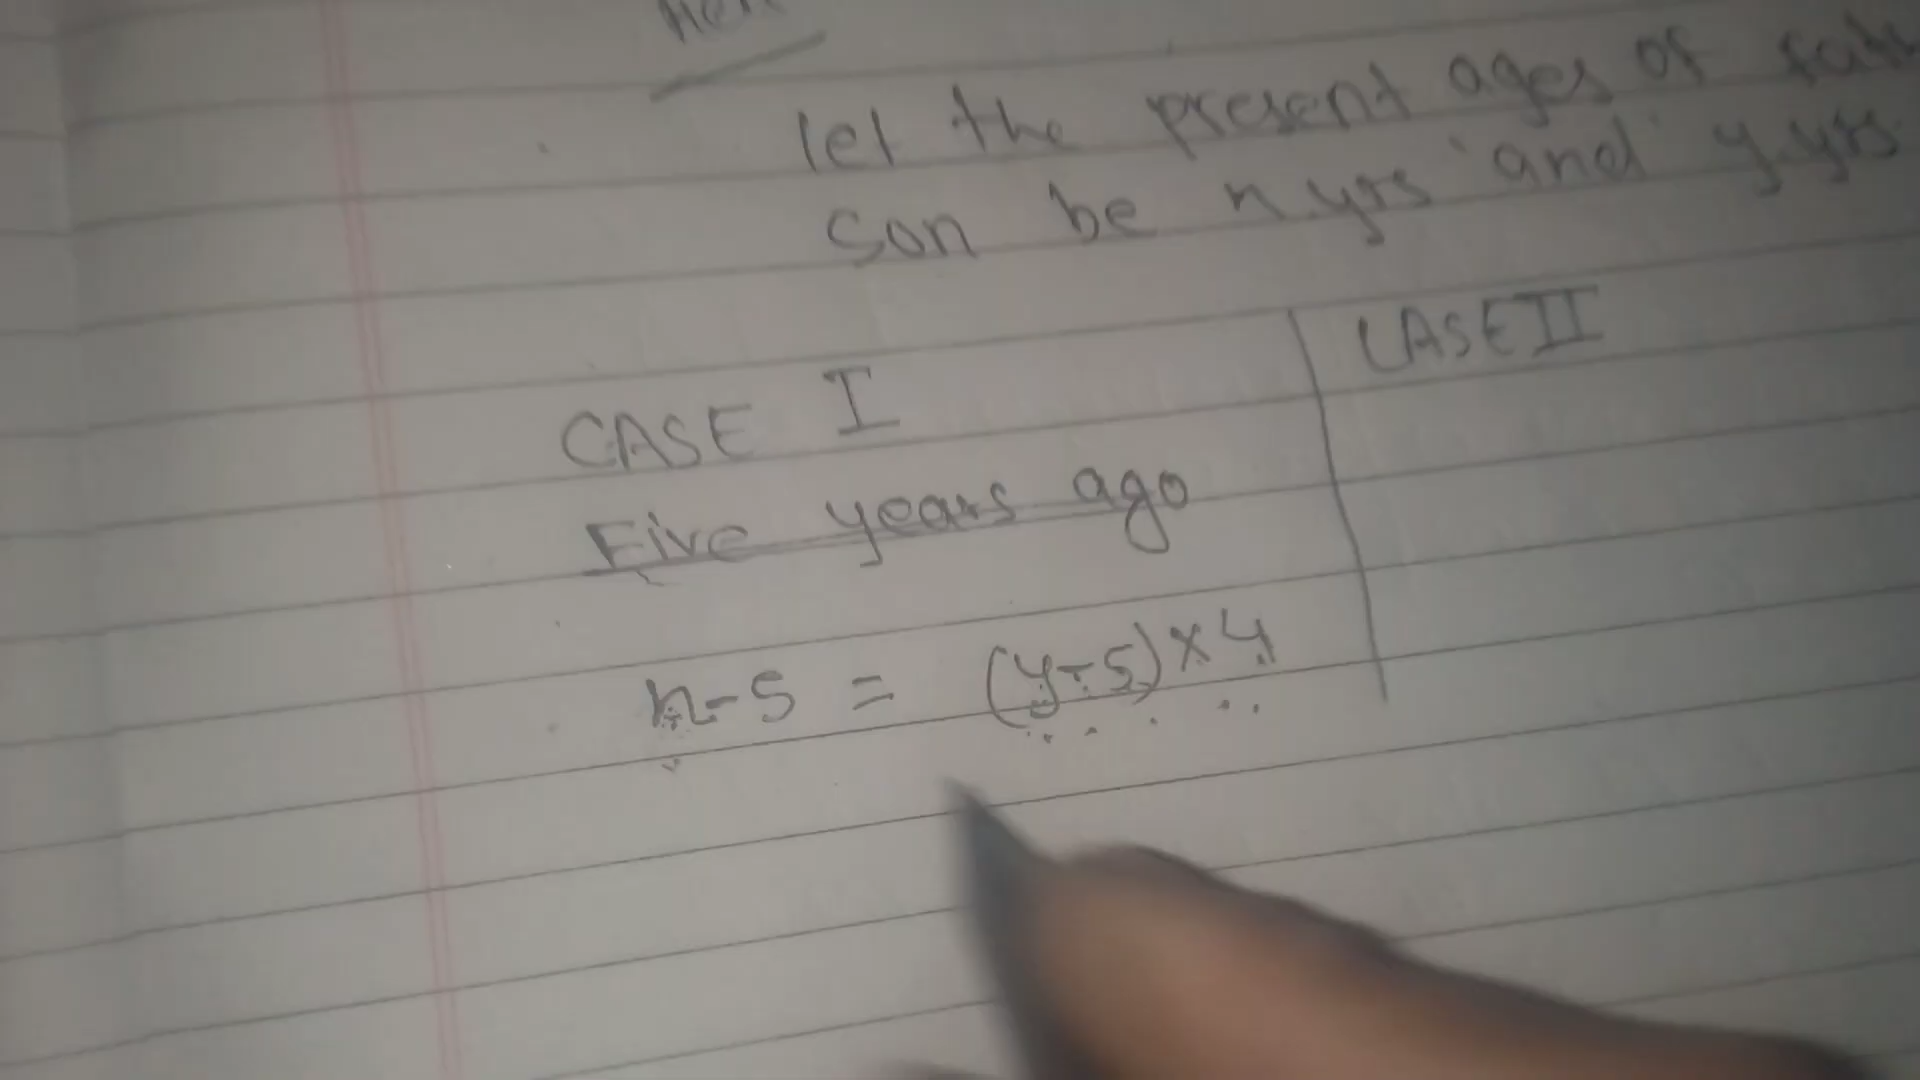 let the present ages of
son be x yrs and y yrs
CASE I
CASE II
Five years ago
x-5 = (y-5)×4